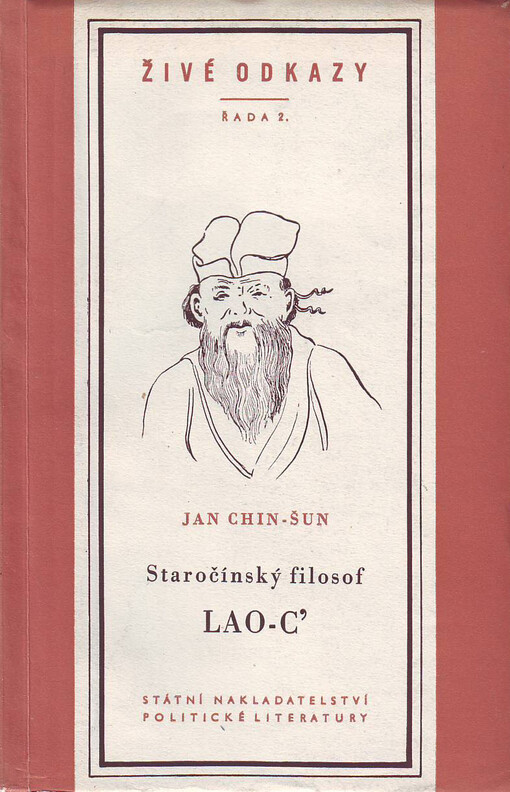 ŽIVÉ ODKAZY
ŘADA 2.
JAN CHIN-ŠUN
Staročínský filosof
LAO-C’
STÁTNÍ NAKLADATELSTVÍ
POLITICKÉ LITERATURY